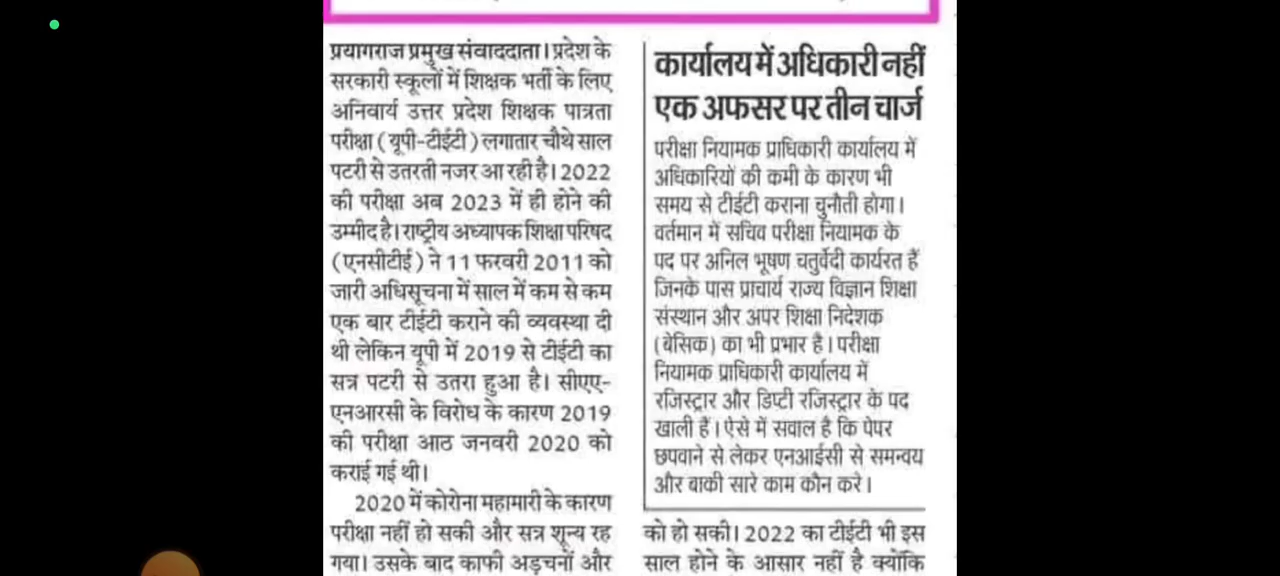 प्रयागराज प्रमुख संवाददाता। प्रदेश के
सरकारी स्कूलों में शिक्षक भर्ती के लिए
अनिवार्य उत्तर प्रदेश शिक्षक पात्रता
परीक्षा (यूपी-टीईटी) लगातार चौथे साल
पटरी से उतरती नजर आ रही है। 2022
की परीक्षा अब 2023 में ही होने की
उम्मीद है। राष्ट्रीय अध्यापक शिक्षा परिषद
(एनसीटीई) ने 11 फरवरी 2011 को
जारी अधिसूचना में साल में कम से कम
एक बार टीईटी कराने की व्यवस्था दी
थी लेकिन यूपी में 2019 से टीईटी का
सत्र पटरी से उतरा हुआ है। सीएए-
एनआरसी के विरोध के कारण 2019
की परीक्षा आठ जनवरी 2020 को
कराई गई थी।
2020 में कोरोना महामारी के कारण
परीक्षा नहीं हो सकी और सत्र शून्य रह
गया। उसके बाद काफी अड़चनों और
कार्यालय में अधिकारी नहीं
एक अफसर पर तीन चार्ज
परीक्षा नियामक प्राधिकारी कार्यालय में
अधिकारियों की कमी के कारण भी
समय से टीईटी कराना चुनौती होगा।
वर्तमान में सचिव परीक्षा नियामक के
पद पर अनिल भूषण चतुर्वेदी कार्यरत हैं
जिनके पास प्राचार्य राज्य विज्ञान शिक्षा
संस्थान और अपर शिक्षा निदेशक
(बेसिक) का भी प्रभार है। परीक्षा
नियामक प्राधिकारी कार्यालय में
रजिस्ट्रार और डिप्टी रजिस्ट्रार के पद
खाली हैं। ऐसे में सवाल है कि पेपर
छपवाने से लेकर एनआईसी से समन्वय
और बाकी सारे काम कौन करे।
को हो सकी। 2022 का टीईटी भी इस
साल होने के आसार नहीं है क्योंकि